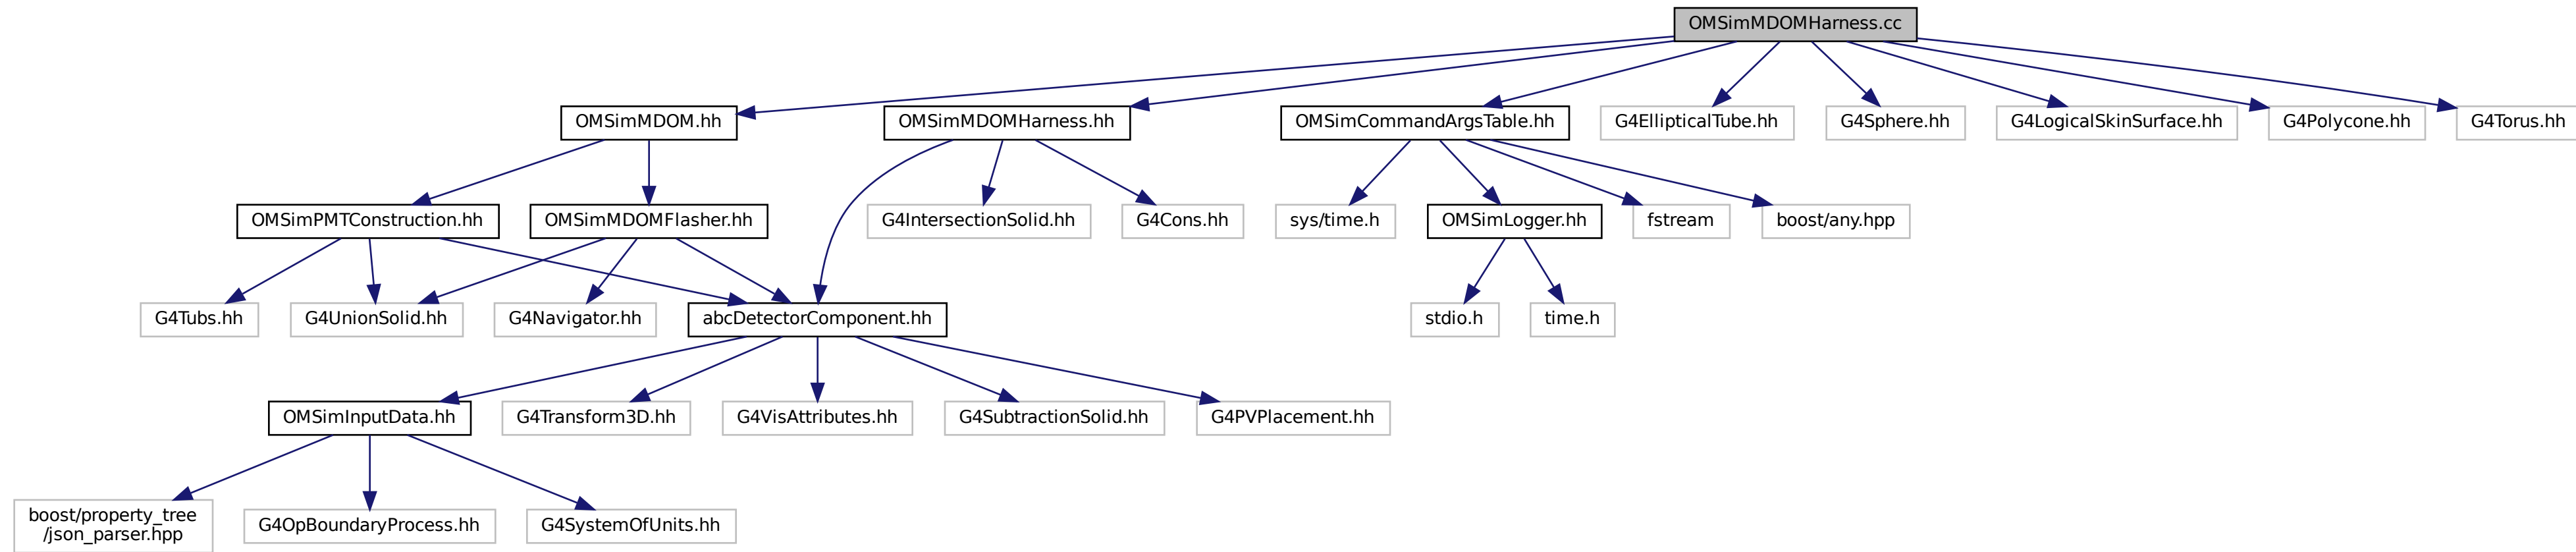 OMSimMDOMHarness.cc
OMSimMDOM.hh
OMSimMDOMHarness.hh
OMSimCommandArgsTable.hh
G4EllipticalTube.hh
G4Sphere.hh
G4LogicalSkinSurface.hh
G4Polycone.hh
G4Torus.hh
OMSimPMTConstruction.hh
OMSimMDOMFlasher.hh
G4IntersectionSolid.hh
G4Cons.hh
sys/time.h
OMSimLogger.hh
fstream
boost/any.hpp
G4Tubs.hh
G4UnionSolid.hh
G4Navigator.hh
abcDetectorComponent.hh
stdio.h
time.h
OMSimInputData.hh
G4Transform3D.hh
G4VisAttributes.hh
G4SubtractionSolid.hh
G4PVPlacement.hh
boost/property_tree
/json_parser.hpp
G4OpBoundaryProcess.hh
G4SystemOfUnits.hh